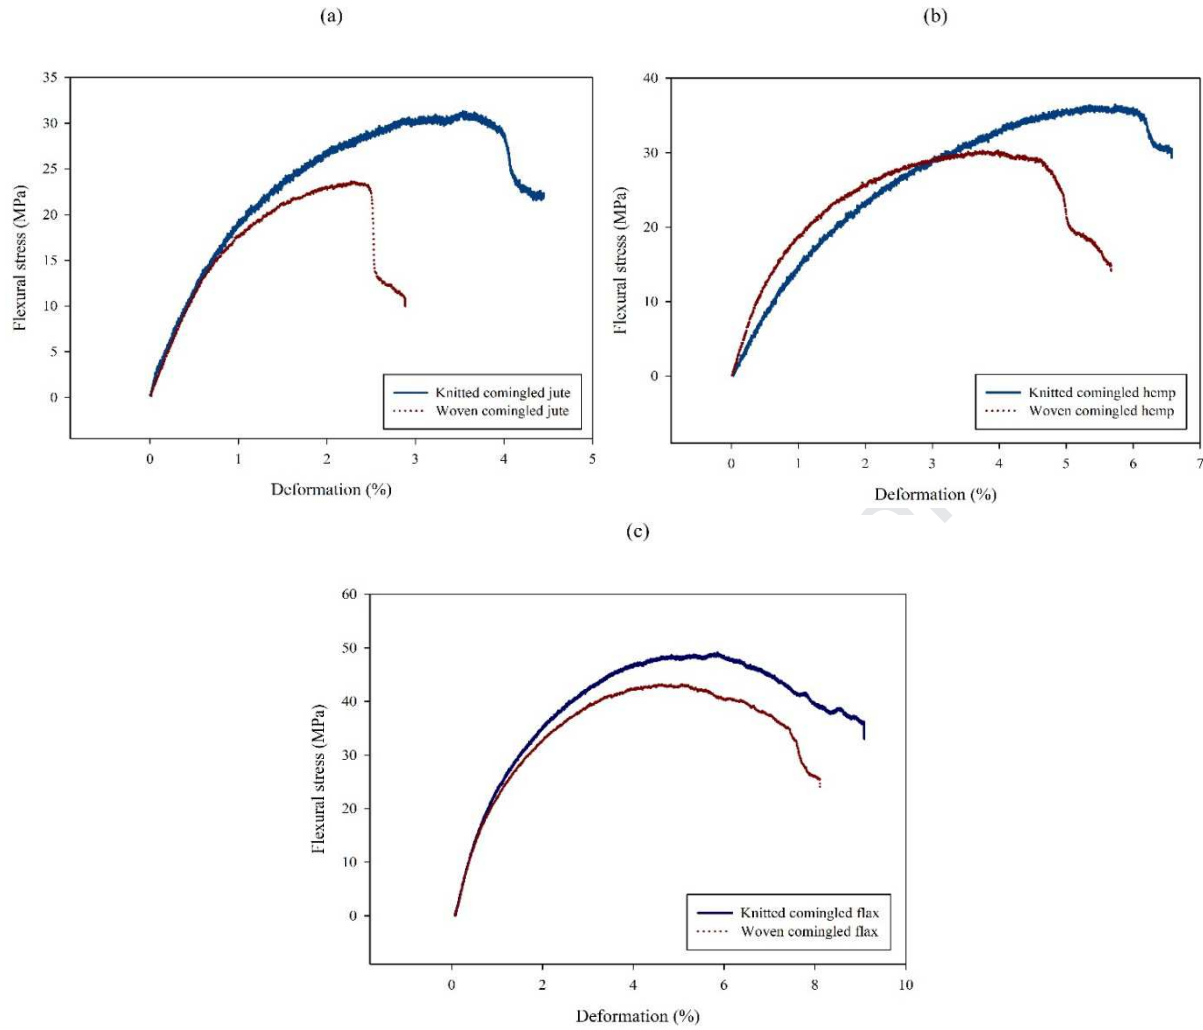 (a)
35
30
25
20
15
10
5
0
Flexural stress (MPa)
Knitted comingled jute
Woven comingled jute
0 1 2 3 4 5
Deformation (%)
(b)
40
30
20
10
0
Flexural stress (MPa)
Knitted comingled hemp
Woven comingled hemp
0 1 2 3 4 5 6 7
Deformation (%)
(c)
60
50
40
30
20
10
0
Flexural stress (MPa)
Knitted comingled flax
Woven comingled flax
0 2 4 6 8 10
Deformation (%)